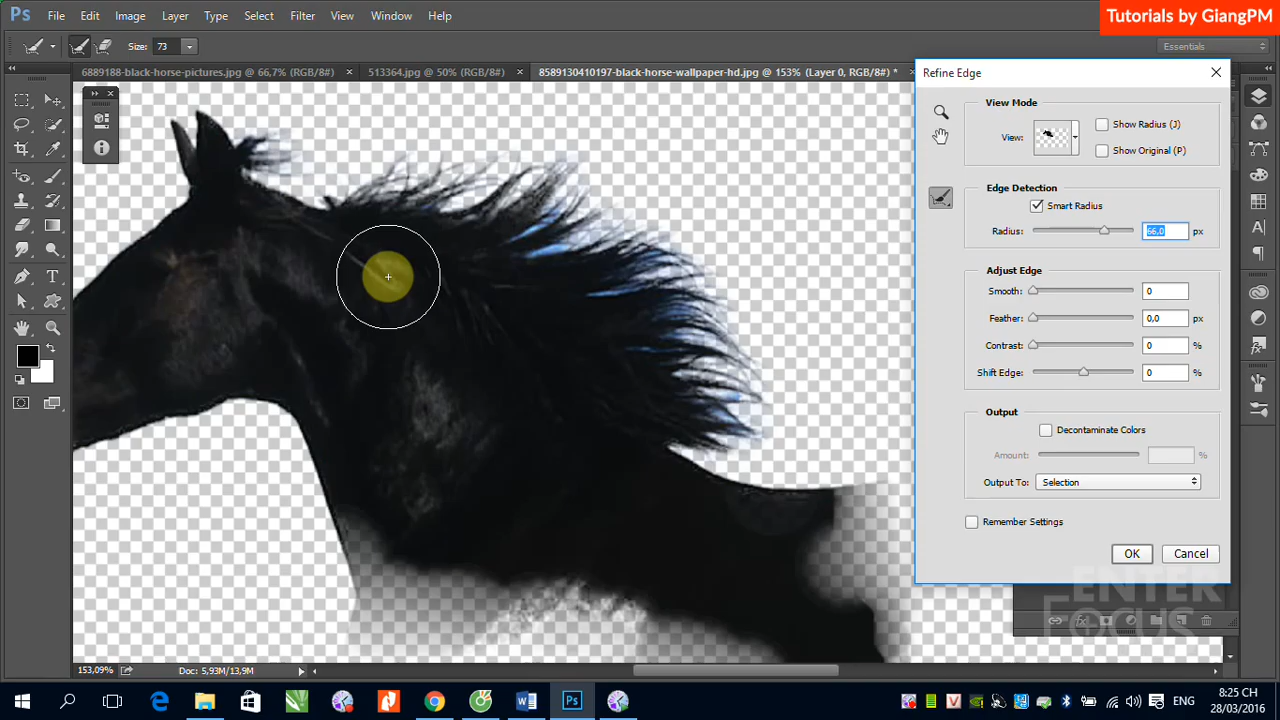 Ps File Edit Image Layer Type Select Filter View Window Help
Tutorials by GiangPM
Size: 73
Essentials
6889188-black-horse-pictures.jpg @ 66,7% (RGB/8#) ×
513364.jpg @ 50% (RGB/8#) ×
8589130410197-black-horse-wallpaper-hd.jpg @ 153% (Layer 0, RGB/8#) *
Refine Edge
View Mode
View:
Show Radius (J)
Show Original (P)
Edge Detection
Smart Radius
Radius: 66,0 px
Adjust Edge
Smooth: 0
Feather: 0,0 px
Contrast: 0 %
Shift Edge: 0 %
Output
Decontaminate Colors
Amount: %
Output To: Selection
Remember Settings
OK Cancel
ENTER
FOCUS
153,09% Doc: 5,93M/13,9M
ENG
8:25 CH
28/03/2016